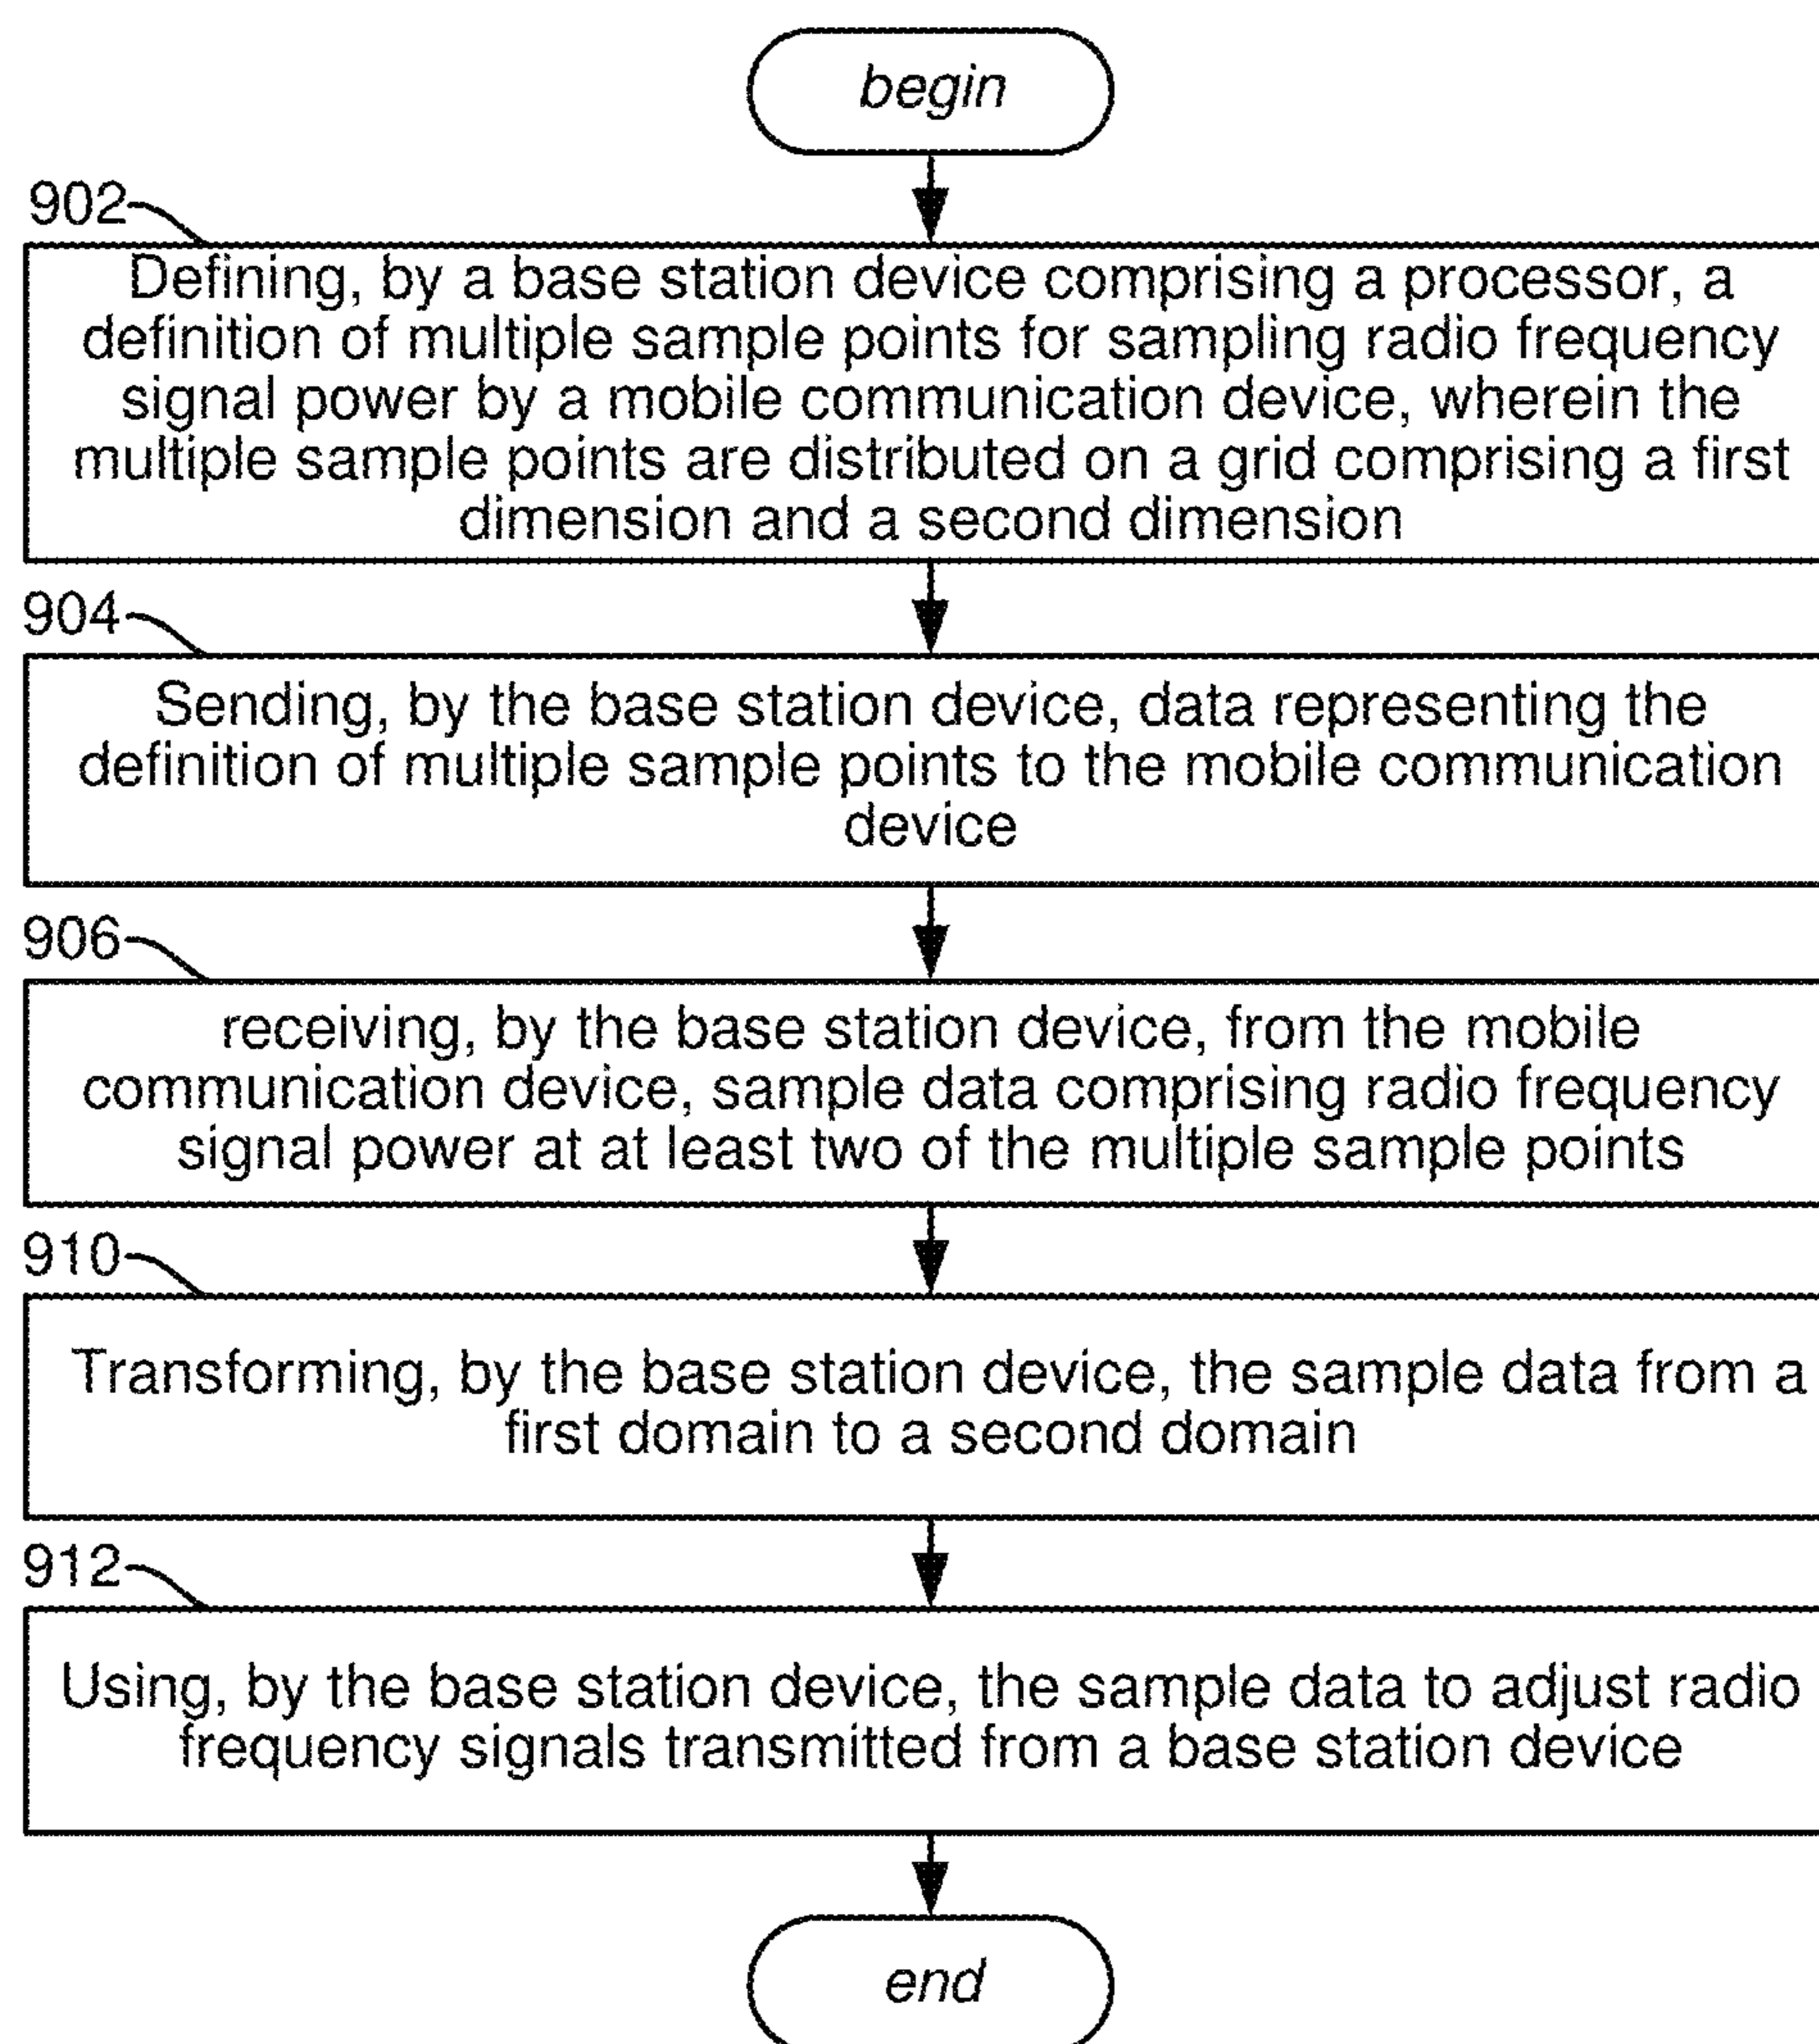 begin
902
Defining, by a base station device comprising a processor, a
definition of multiple sample points for sampling radio frequency
signal power by a mobile communication device, wherein the
multiple sample points are distributed on a grid comprising a first
dimension and a second dimension
904
Sending, by the base station device, data representing the
definition of multiple sample points to the mobile communication
device
906
receiving, by the base station device, from the mobile
communication device, sample data comprising radio frequency
signal power at at least two of the multiple sample points
910
Transforming, by the base station device, the sample data from a
first domain to a second domain
912
Using, by the base station device, the sample data to adjust radio
frequency signals transmitted from a base station device
end